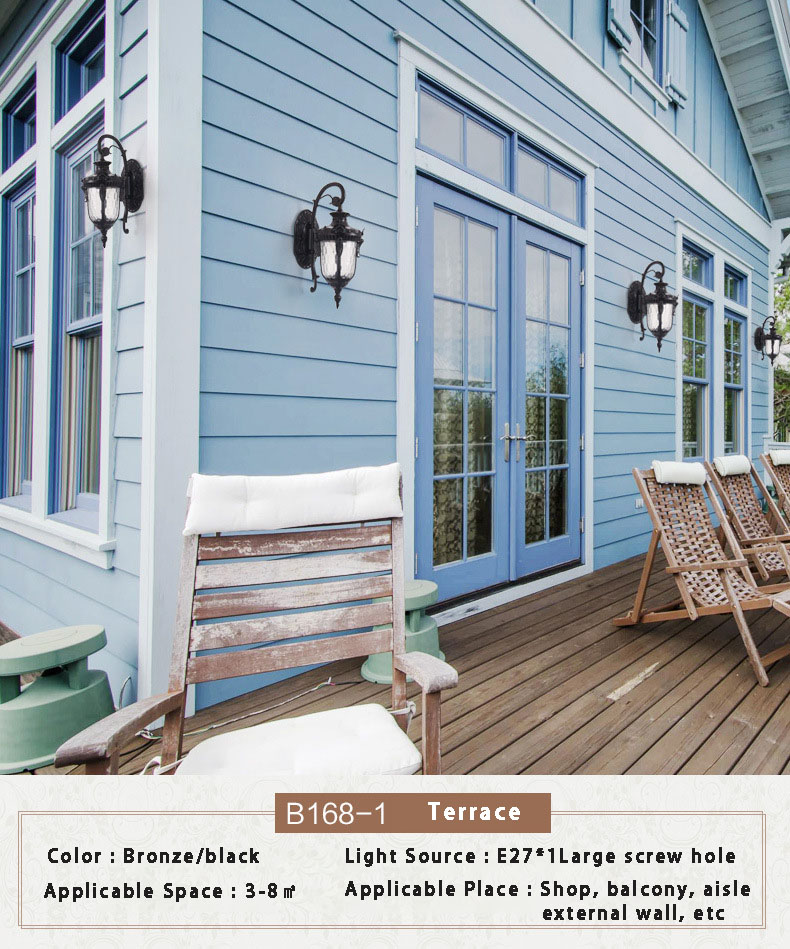 B168-1 Terrace
Color : Bronze/black
Light Source : E27*1Large screw hole
Applicable Space : 3-8㎡
Applicable Place : Shop, balcony, aisle
external wall, etc